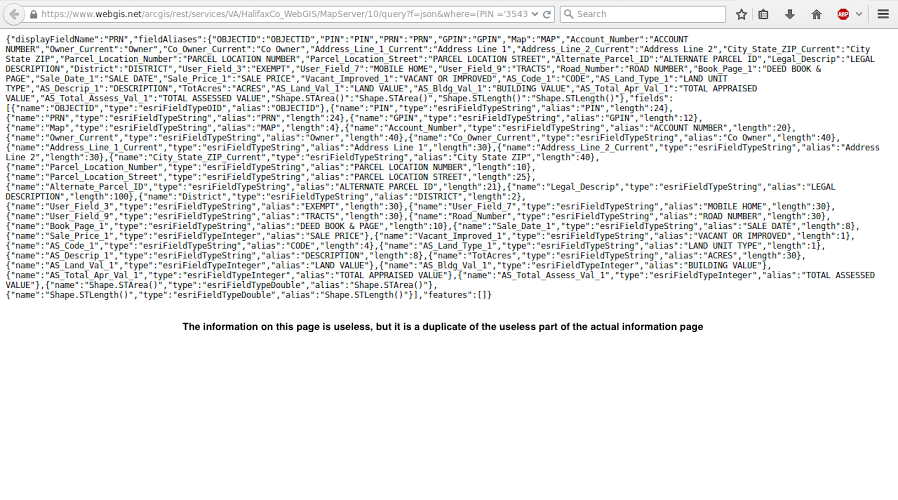 https://www.webgis.net/arcgis/rest/services/VA/HalifaxCo_WebGIS/MapServer/10/query?f=json&where=(PIN ='3543
Search
ABP
{"displayFieldName":"PRN","fieldAliases":{"OBJECTID":"OBJECTID","PIN":"PIN","PRN":"PRN","GPIN":"GPIN","Map":"MAP","Account_Number":"ACCOUNT
NUMBER","Owner_Current":"Owner","Co_Owner_Current":"Co Owner","Address_Line_1_Current":"Address Line 1","Address_Line_2_Current":"Address Line 2","City_State_ZIP_Current":"City
State ZIP","Parcel_Location_Number":"PARCEL LOCATION NUMBER","Parcel_Location_Street":"PARCEL LOCATION STREET","Alternate_Parcel_ID":"ALTERNATE PARCEL ID","Legal_Descrip":"LEGAL
DESCRIPTION","District":"DISTRICT","User_Field_3":"EXEMPT","User_Field_7":"MOBILE HOME","User_Field_9":"TRACTS","Road_Number":"ROAD NUMBER","Book_Page_1":"DEED BOOK &
PAGE","Sale_Date_1":"SALE DATE","Sale_Price_1":"SALE PRICE","Vacant_Improved_1":"VACANT OR IMPROVED","AS_Code_1":"CODE","AS_Land_Type_1":"LAND UNIT
TYPE","AS_Descrip_1":"DESCRIPTION","TotAcres":"ACRES","AS_Land_Val_1":"LAND VALUE","AS_Bldg_Val_1":"BUILDING VALUE","AS_Total_Apr_Val_1":"TOTAL APPRAISED
VALUE","AS_Total_Assess_Val_1":"TOTAL ASSESSED VALUE","Shape.STArea()":"Shape.STArea()","Shape.STLength()":"Shape.STLength()"},"fields":
[{"name":"OBJECTID","type":"esriFieldTypeOID","alias":"OBJECTID"},{"name":"PIN","type":"esriFieldTypeString","alias":"PIN","length":24},
{"name":"PRN","type":"esriFieldTypeString","alias":"PRN","length":24},{"name":"GPIN","type":"esriFieldTypeString","alias":"GPIN","length":12},
{"name":"Map","type":"esriFieldTypeString","alias":"MAP","length":4},{"name":"Account_Number","type":"esriFieldTypeString","alias":"ACCOUNT NUMBER","length":20},
{"name":"Owner_Current","type":"esriFieldTypeString","alias":"Owner","length":40},{"name":"Co_Owner_Current","type":"esriFieldTypeString","alias":"Co Owner","length":40},
{"name":"Address_Line_1_Current","type":"esriFieldTypeString","alias":"Address Line 1","length":30},{"name":"Address_Line_2_Current","type":"esriFieldTypeString","alias":"Address
Line 2","length":30},{"name":"City_State_ZIP_Current","type":"esriFieldTypeString","alias":"City State ZIP","length":40},
{"name":"Parcel_Location_Number","type":"esriFieldTypeString","alias":"PARCEL LOCATION NUMBER","length":10},
{"name":"Parcel_Location_Street","type":"esriFieldTypeString","alias":"PARCEL LOCATION STREET","length":25},
{"name":"Alternate_Parcel_ID","type":"esriFieldTypeString","alias":"ALTERNATE PARCEL ID","length":21},{"name":"Legal_Descrip","type":"esriFieldTypeString","alias":"LEGAL
DESCRIPTION","length":100},{"name":"District","type":"esriFieldTypeString","alias":"DISTRICT","length":2},
{"name":"User_Field_3","type":"esriFieldTypeString","alias":"EXEMPT","length":30},{"name":"User_Field_7","type":"esriFieldTypeString","alias":"MOBILE HOME","length":30},
{"name":"User_Field_9","type":"esriFieldTypeString","alias":"TRACTS","length":30},{"name":"Road_Number","type":"esriFieldTypeString","alias":"ROAD NUMBER","length":30},
{"name":"Book_Page_1","type":"esriFieldTypeString","alias":"DEED BOOK & PAGE","length":10},{"name":"Sale_Date_1","type":"esriFieldTypeString","alias":"SALE DATE","length":8},
{"name":"Sale_Price_1","type":"esriFieldTypeInteger","alias":"SALE PRICE"},{"name":"Vacant_Improved_1","type":"esriFieldTypeString","alias":"VACANT OR IMPROVED","length":1},
{"name":"AS_Code_1","type":"esriFieldTypeString","alias":"CODE","length":4},{"name":"AS_Land_Type_1","type":"esriFieldTypeString","alias":"LAND UNIT TYPE","length":1},
{"name":"AS_Descrip_1","type":"esriFieldTypeString","alias":"DESCRIPTION","length":8},{"name":"TotAcres","type":"esriFieldTypeString","alias":"ACRES","length":30},
{"name":"AS_Land_Val_1","type":"esriFieldTypeInteger","alias":"LAND VALUE"},{"name":"AS_Bldg_Val_1","type":"esriFieldTypeInteger","alias":"BUILDING VALUE"},
{"name":"AS_Total_Apr_Val_1","type":"esriFieldTypeInteger","alias":"TOTAL APPRAISED VALUE"},{"name":"AS_Total_Assess_Val_1","type":"esriFieldTypeInteger","alias":"TOTAL ASSESSED
VALUE"},{"name":"Shape.STArea()","type":"esriFieldTypeDouble","alias":"Shape.STArea()"},
{"name":"Shape.STLength()","type":"esriFieldTypeDouble","alias":"Shape.STLength()"}],"features":[]}
The information on this page is useless, but it is a duplicate of the useless part of the actual information page